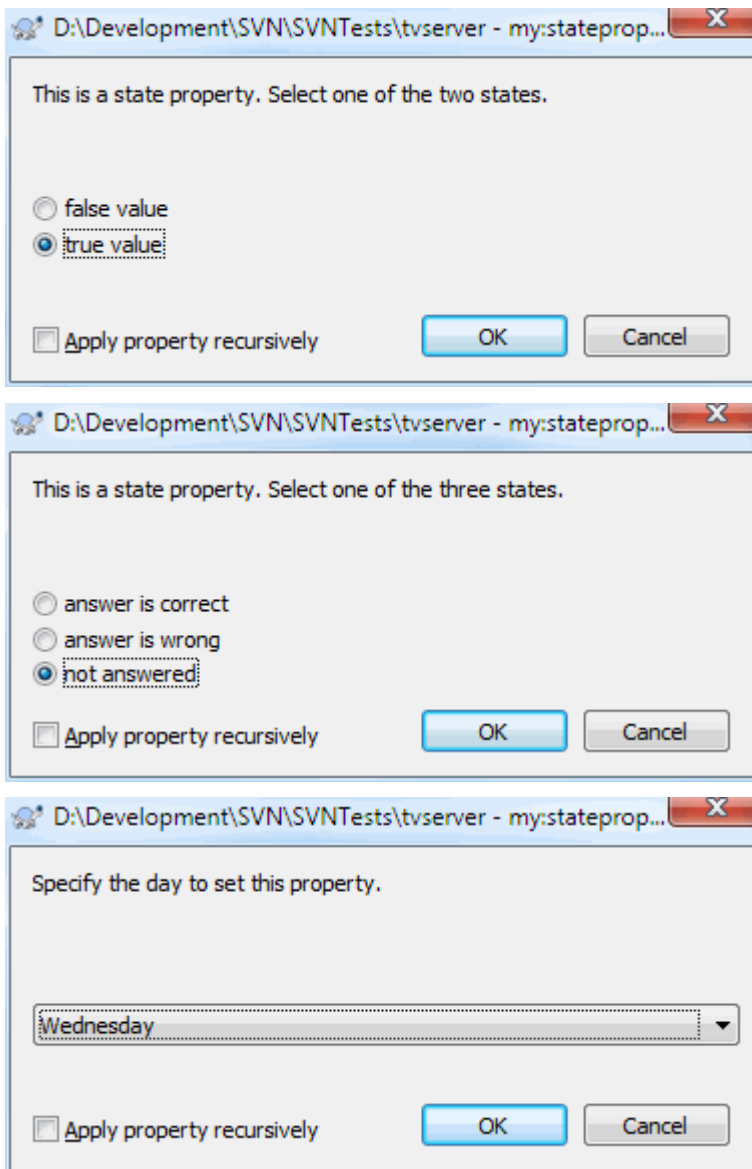 D:\Development\SVN\SVNTests\tvserver - my:stateprop...
This is a state property. Select one of the two states.
false value
true value
Apply property recursively OK Cancel
D:\Development\SVN\SVNTests\tvserver - my:stateprop...
This is a state property. Select one of the three states.
answer is correct
answer is wrong
not answered
Apply property recursively OK Cancel
D:\Development\SVN\SVNTests\tvserver - my:stateprop...
Specify the day to set this property.
Wednesday
Apply property recursively OK Cancel